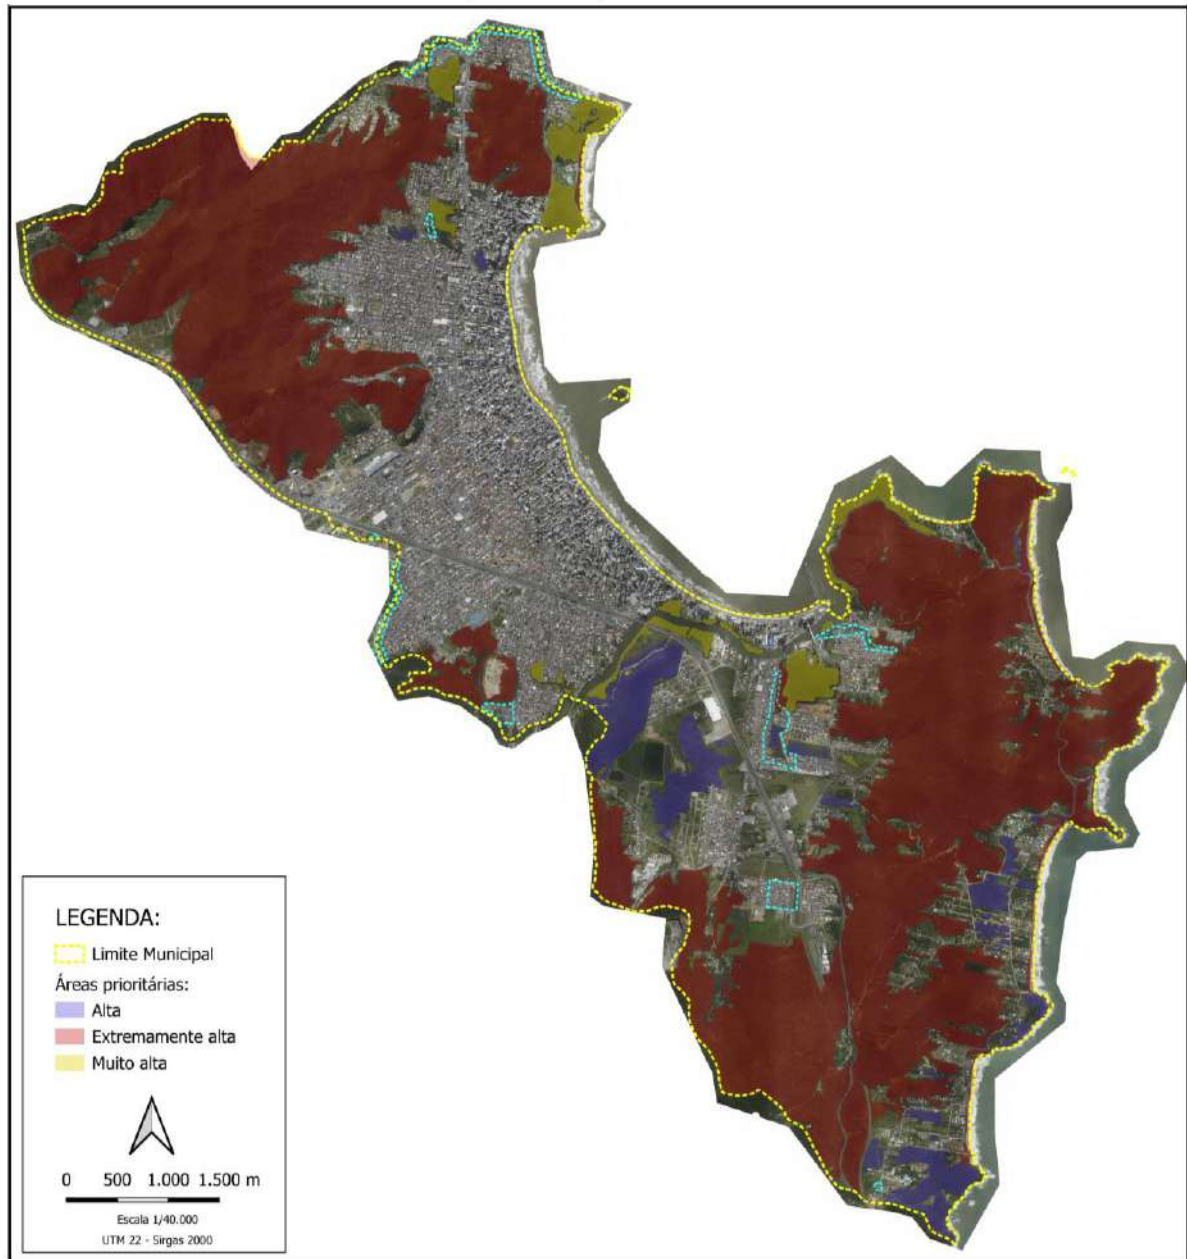 LEGENDA:
Limite Municipal
Áreas prioritárias:
Alta
Extremamente alta
Muito alta
0 500 1.000 1.500 m
Escala 1/40.000
UTM 22 - Sirgas 2000